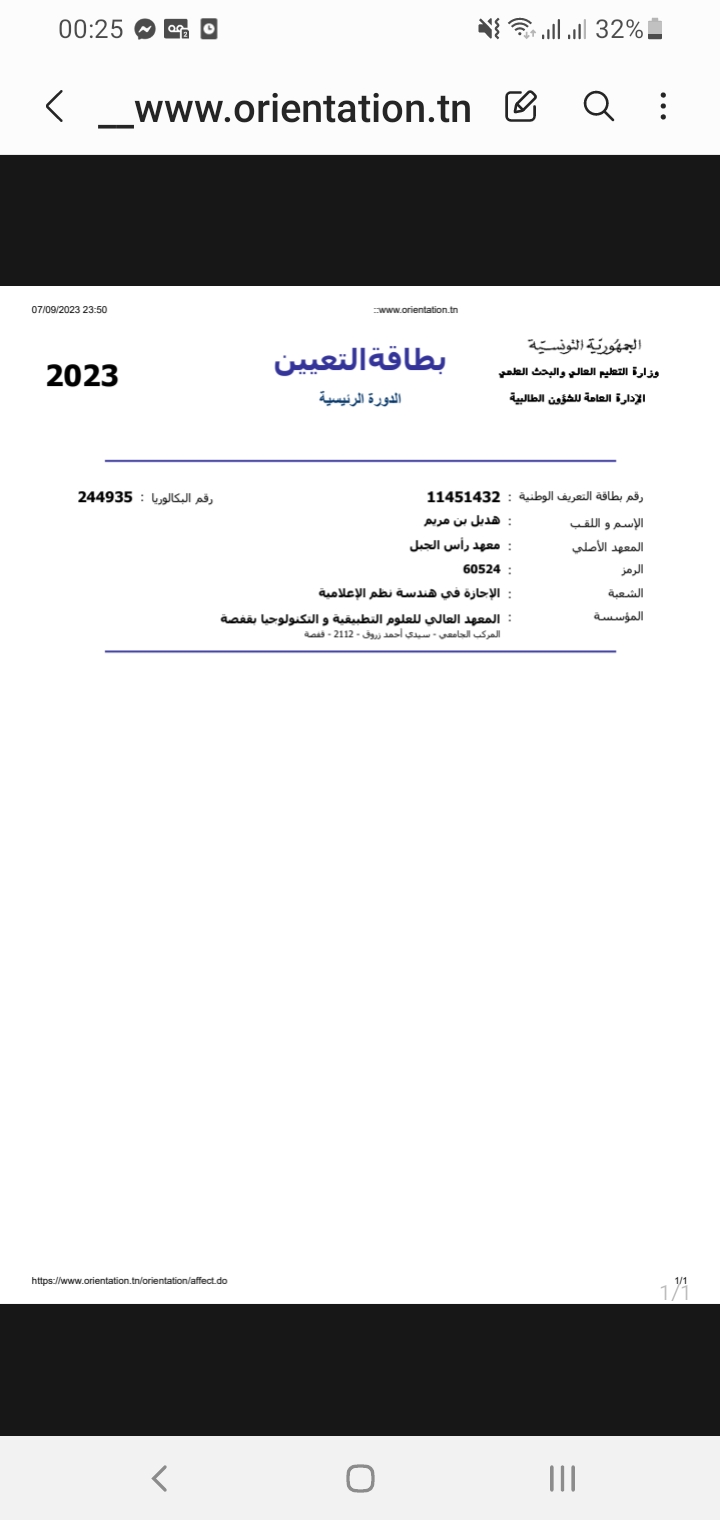 00:25
32%
__www.orientation.tn
07/09/2023 23:50
::www.orientation.tn
الجمهوريّة التونسيّة
وزارة التعليم العالي والبحث العلمي
الإدارة العامة للشؤون الطالبية
بطاقة التعيين
الدورة الرئيسية
2023
رقم بطاقة التعريف الوطنية : 11451432 رقم البكالوريا : 244935
الإسم و اللقب : هديل بن مريم
المعهد الأصلي : معهد رأس الجبل
الرمز : 60524
الشعبة : الإجازة في هندسة نظم الإعلامية
المؤسسة : المعهد العالي للعلوم التطبيقية و التكنولوجيا بقفصة
المركب الجامعي - سيدي أحمد زروق - 2112 - قفصة
https://www.orientation.tn/orientation/affect.do
1/1
1/1